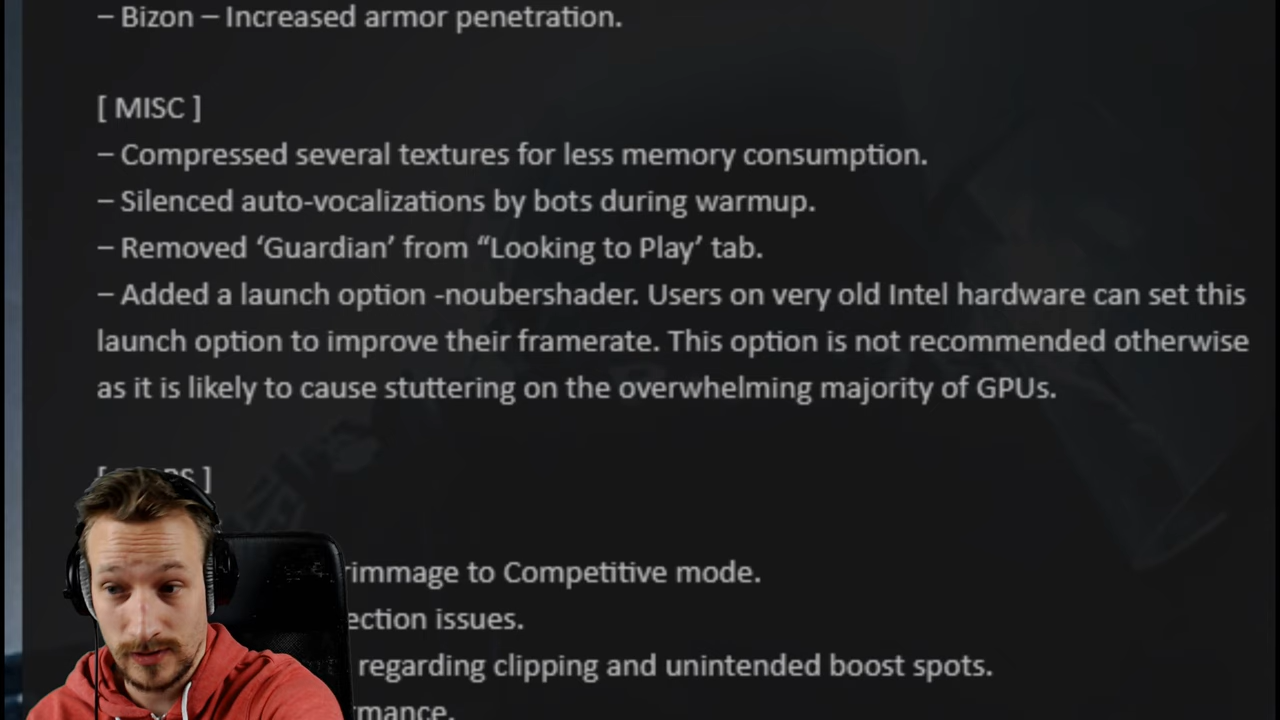 – Bizon – Increased armor penetration.
[ MISC ]
– Compressed several textures for less memory consumption.
– Silenced auto-vocalizations by bots during warmup.
– Removed ‘Guardian’ from “Looking to Play’ tab.
– Added a launch option -noubershader. Users on very old Intel hardware can set this
launch option to improve their framerate. This option is not recommended otherwise
as it is likely to cause stuttering on the overwhelming majority of GPUs.
to Competitive mode.
issues.
regarding clipping and unintended boost spots.